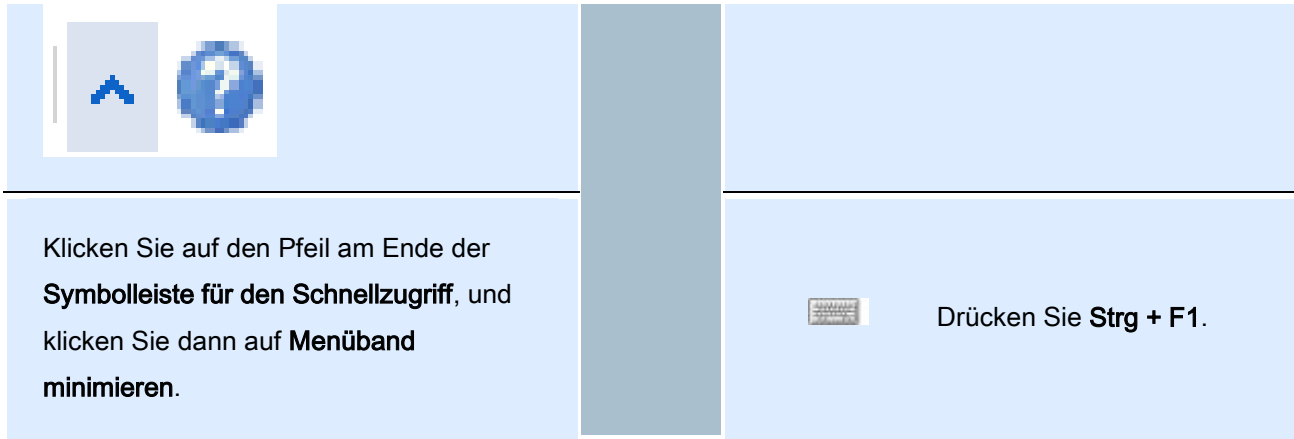 Klicken Sie auf den Pfeil am Ende der
Symbolleiste für den Schnellzugriff, und
klicken Sie dann auf Menüband
minimieren.
Drücken Sie Strg + F1.